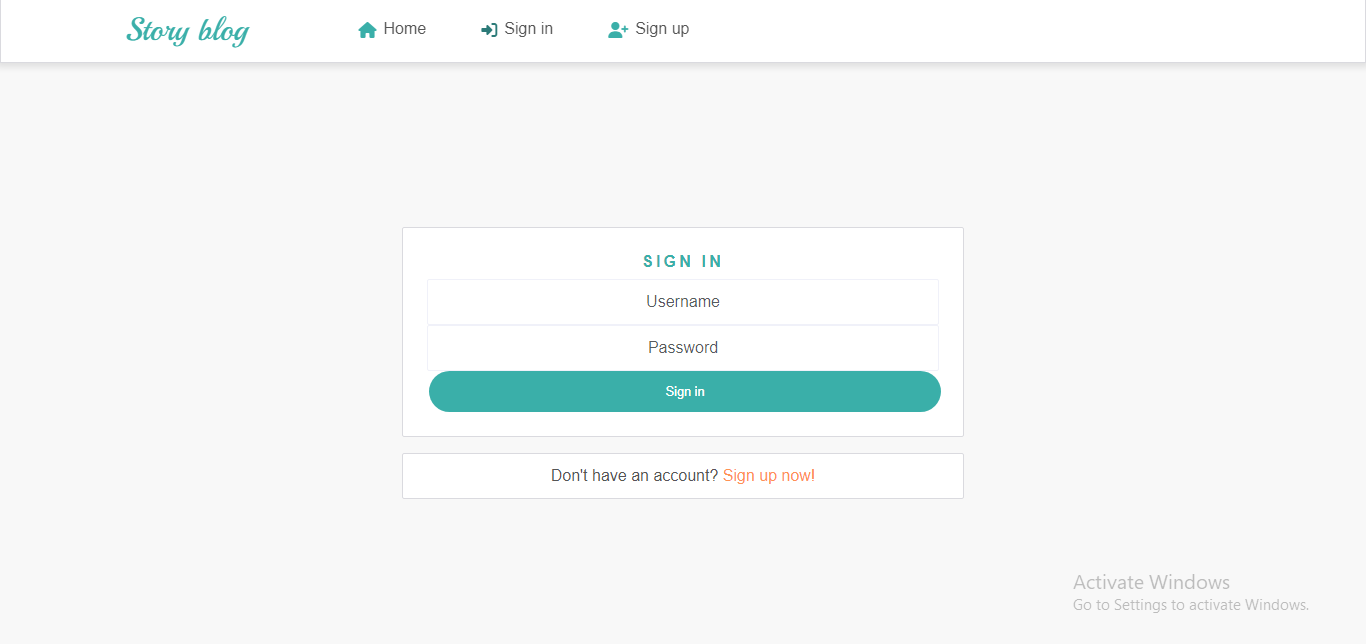 Story blog Home Sign in Sign up
SIGN IN
Username
Password
Sign in
Don't have an account? Sign up now!
Activate Windows
Go to Settings to activate Windows.